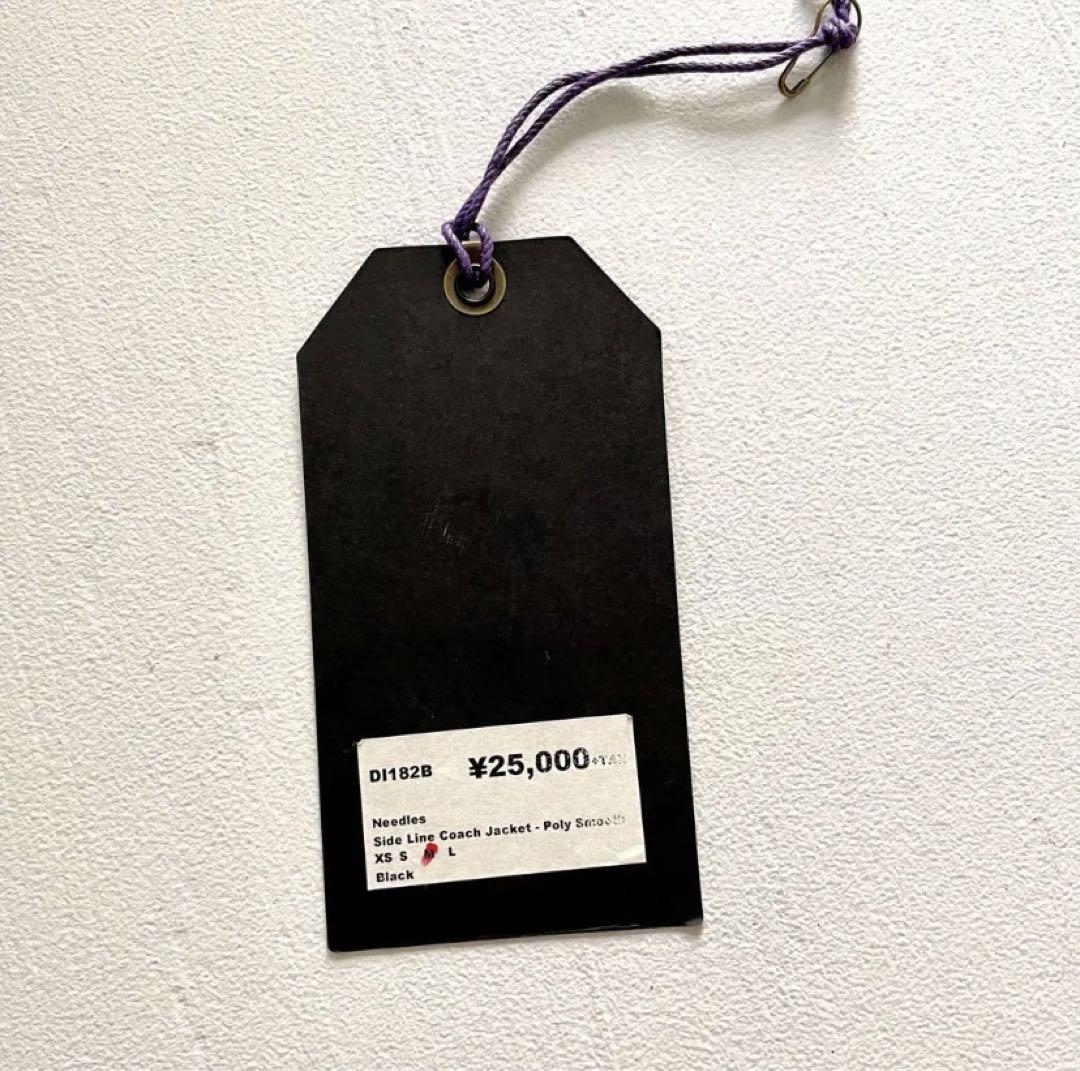 DI182B ¥25,000+TAX
Needles
Side Line Coach Jacket - Poly Smooth
XS S M L
Black